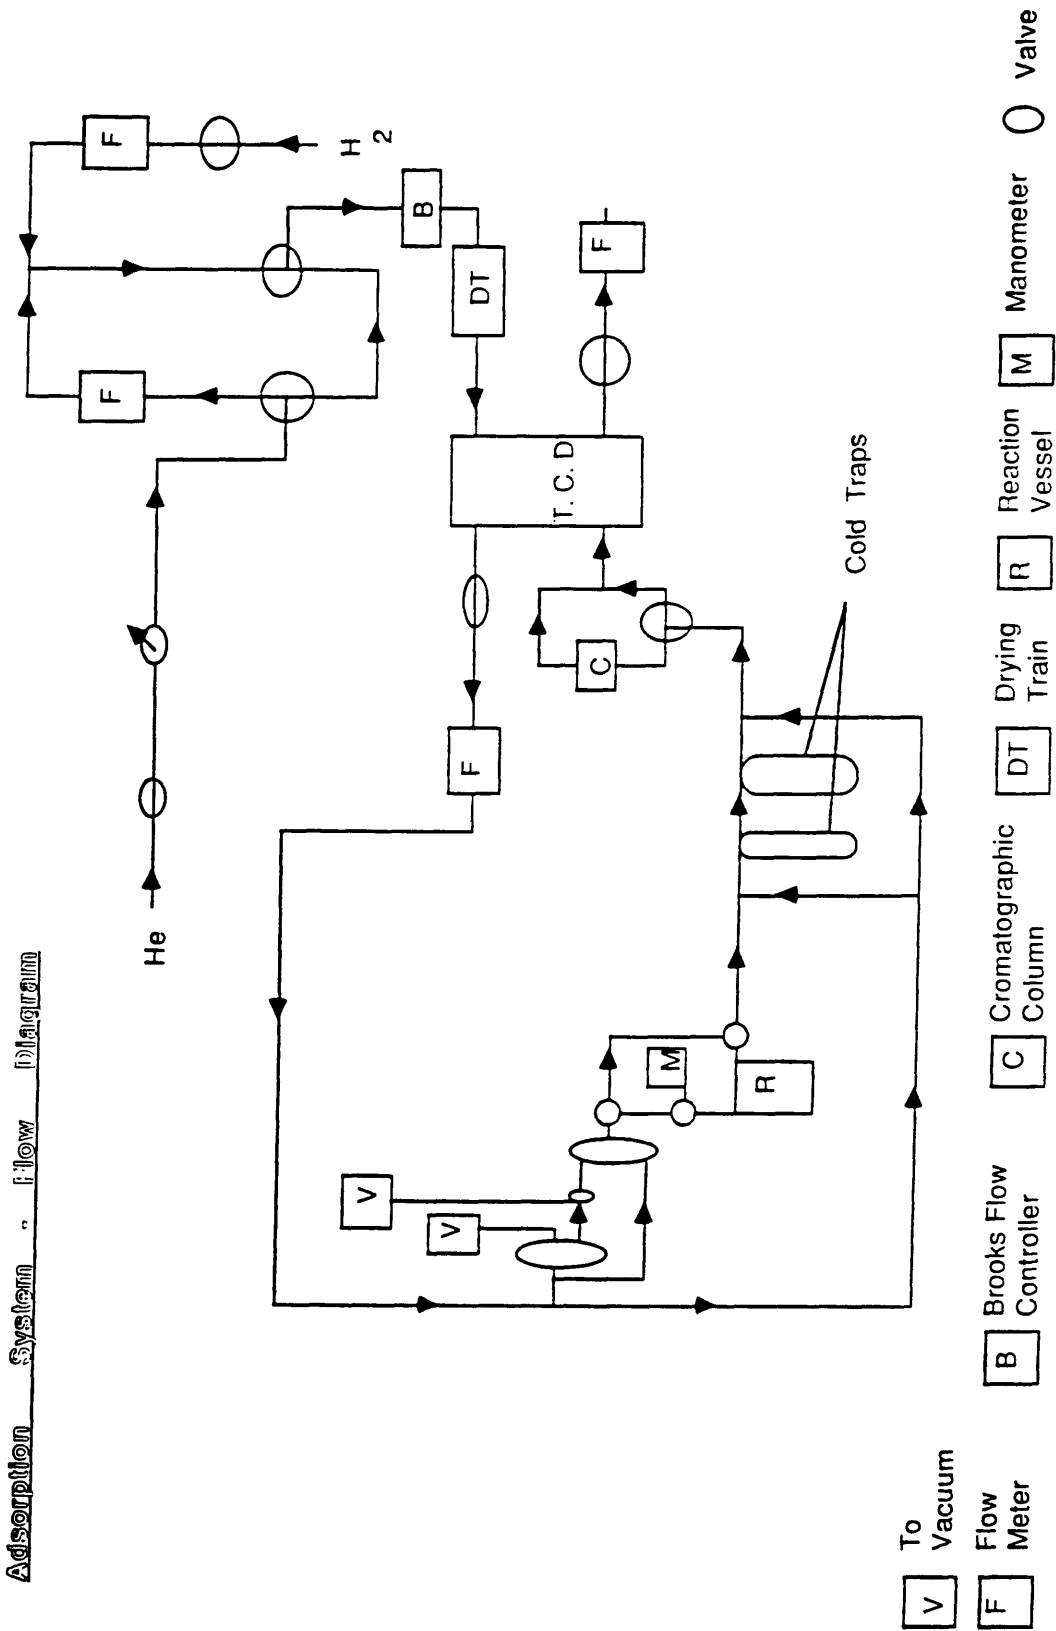 Adsorption System - Flow Diagram
He
H 2
F
F
B
DT
T. C. D
F
F
C
Cold Traps
V
V
M
R
V To Vacuum
F Flow Meter
B Brooks Flow Controller
C Cromatographic Column
DT Drying Train
R Reaction Vessel
M Manometer
Valve